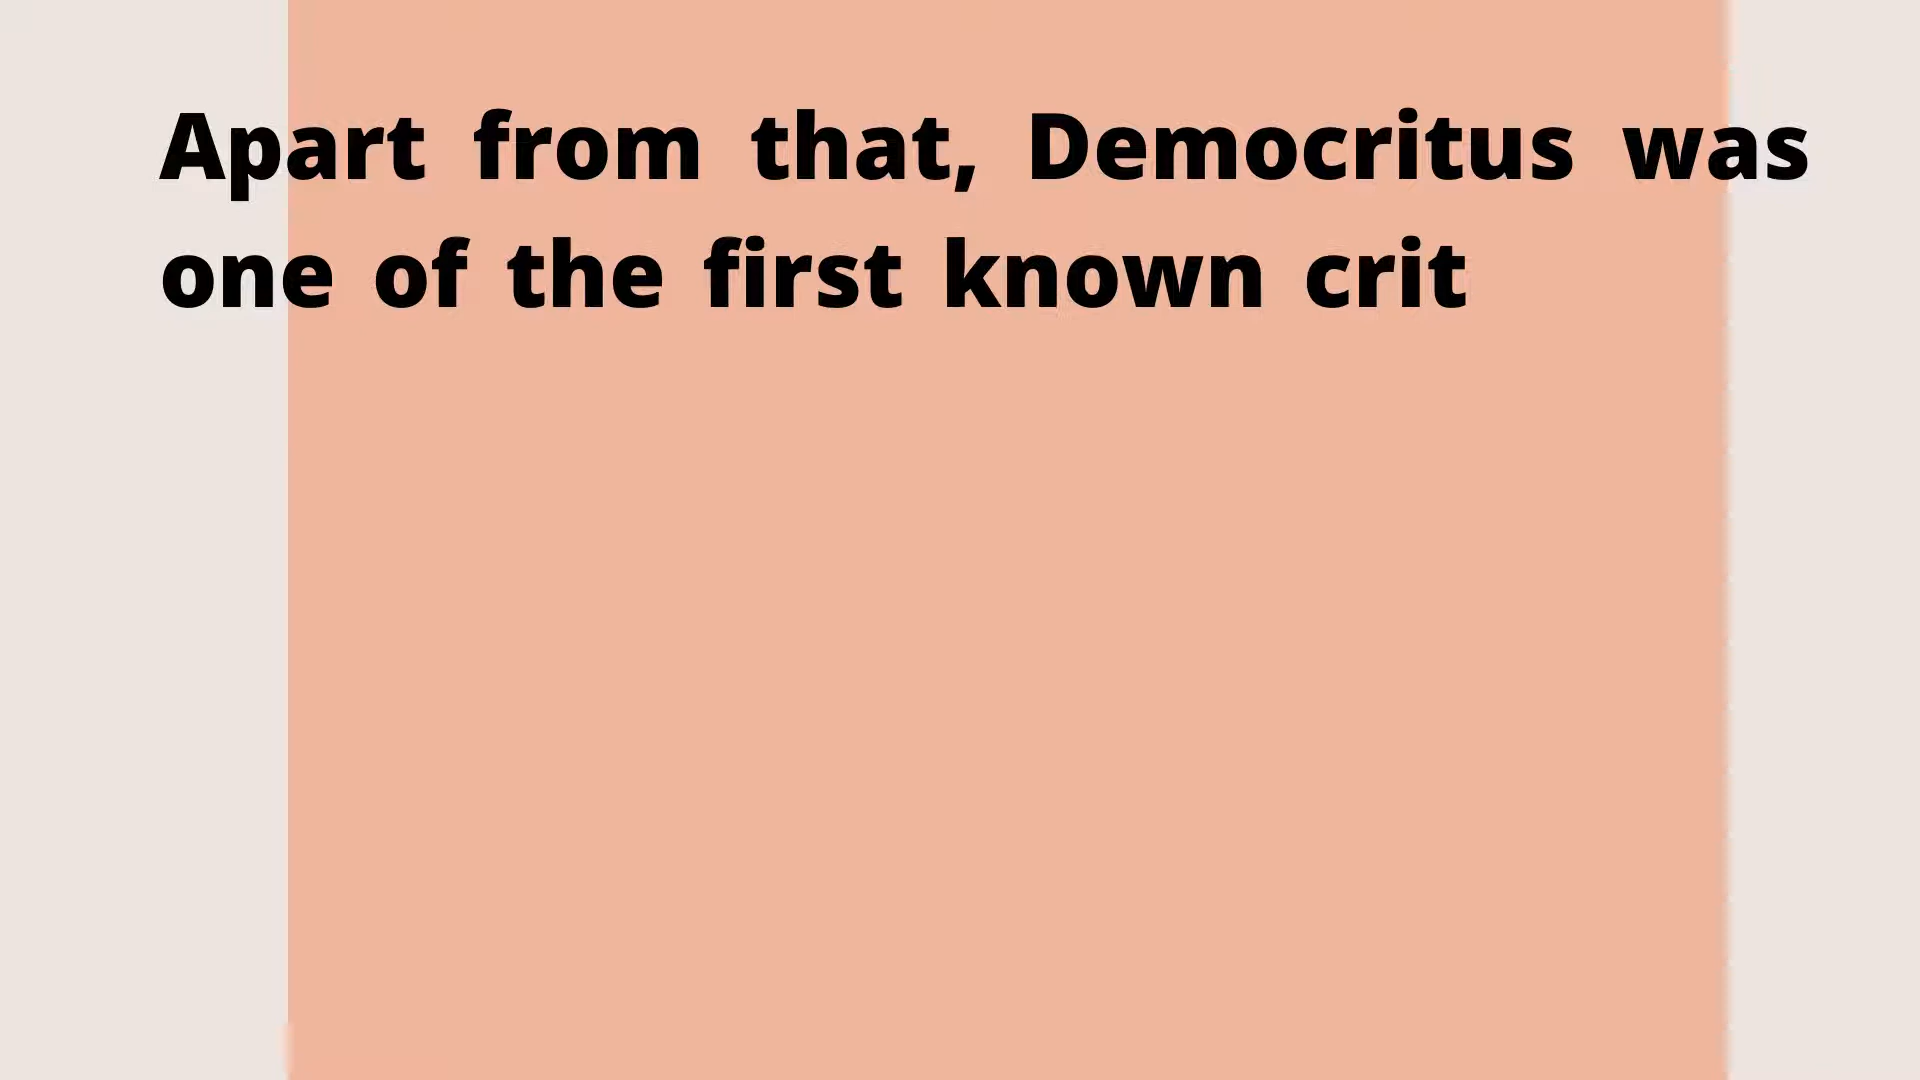 Apart from that, Democritus was
one of the first known crit